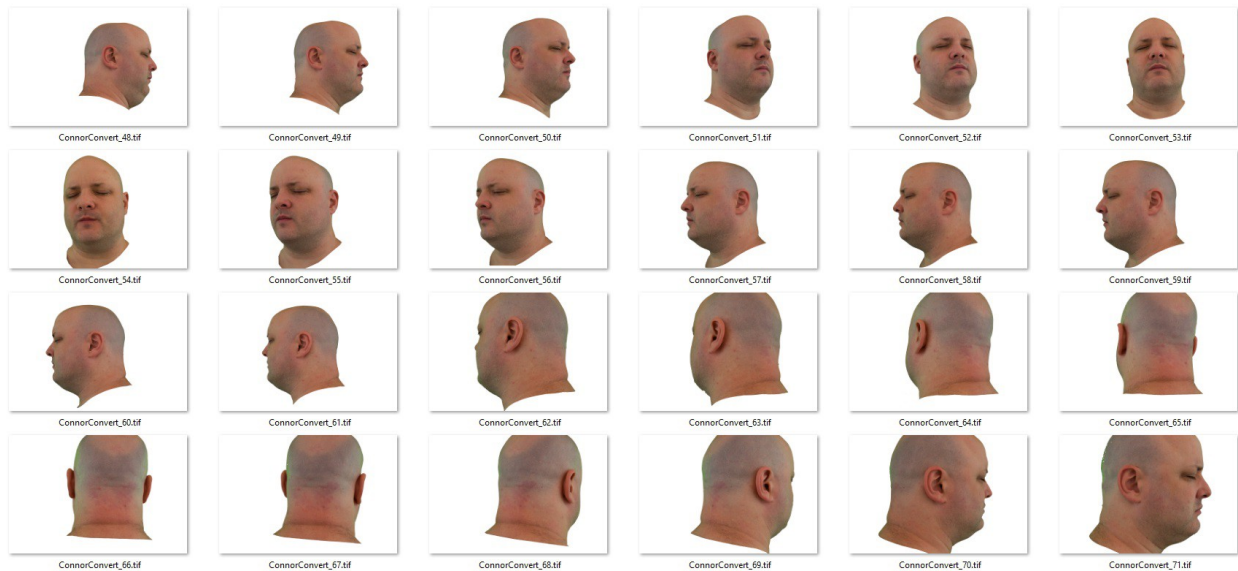 ConnorConvert_48.tif
ConnorConvert_49.tif
ConnorConvert_50.tif
ConnorConvert_51.tif
ConnorConvert_52.tif
ConnorConvert_53.tif
ConnorConvert_54.tif
ConnorConvert_55.tif
ConnorConvert_56.tif
ConnorConvert_57.tif
ConnorConvert_58.tif
ConnorConvert_59.tif
ConnorConvert_60.tif
ConnorConvert_61.tif
ConnorConvert_62.tif
ConnorConvert_63.tif
ConnorConvert_64.tif
ConnorConvert_65.tif
ConnorConvert_66.tif
ConnorConvert_67.tif
ConnorConvert_68.tif
ConnorConvert_69.tif
ConnorConvert_70.tif
ConnorConvert_71.tif